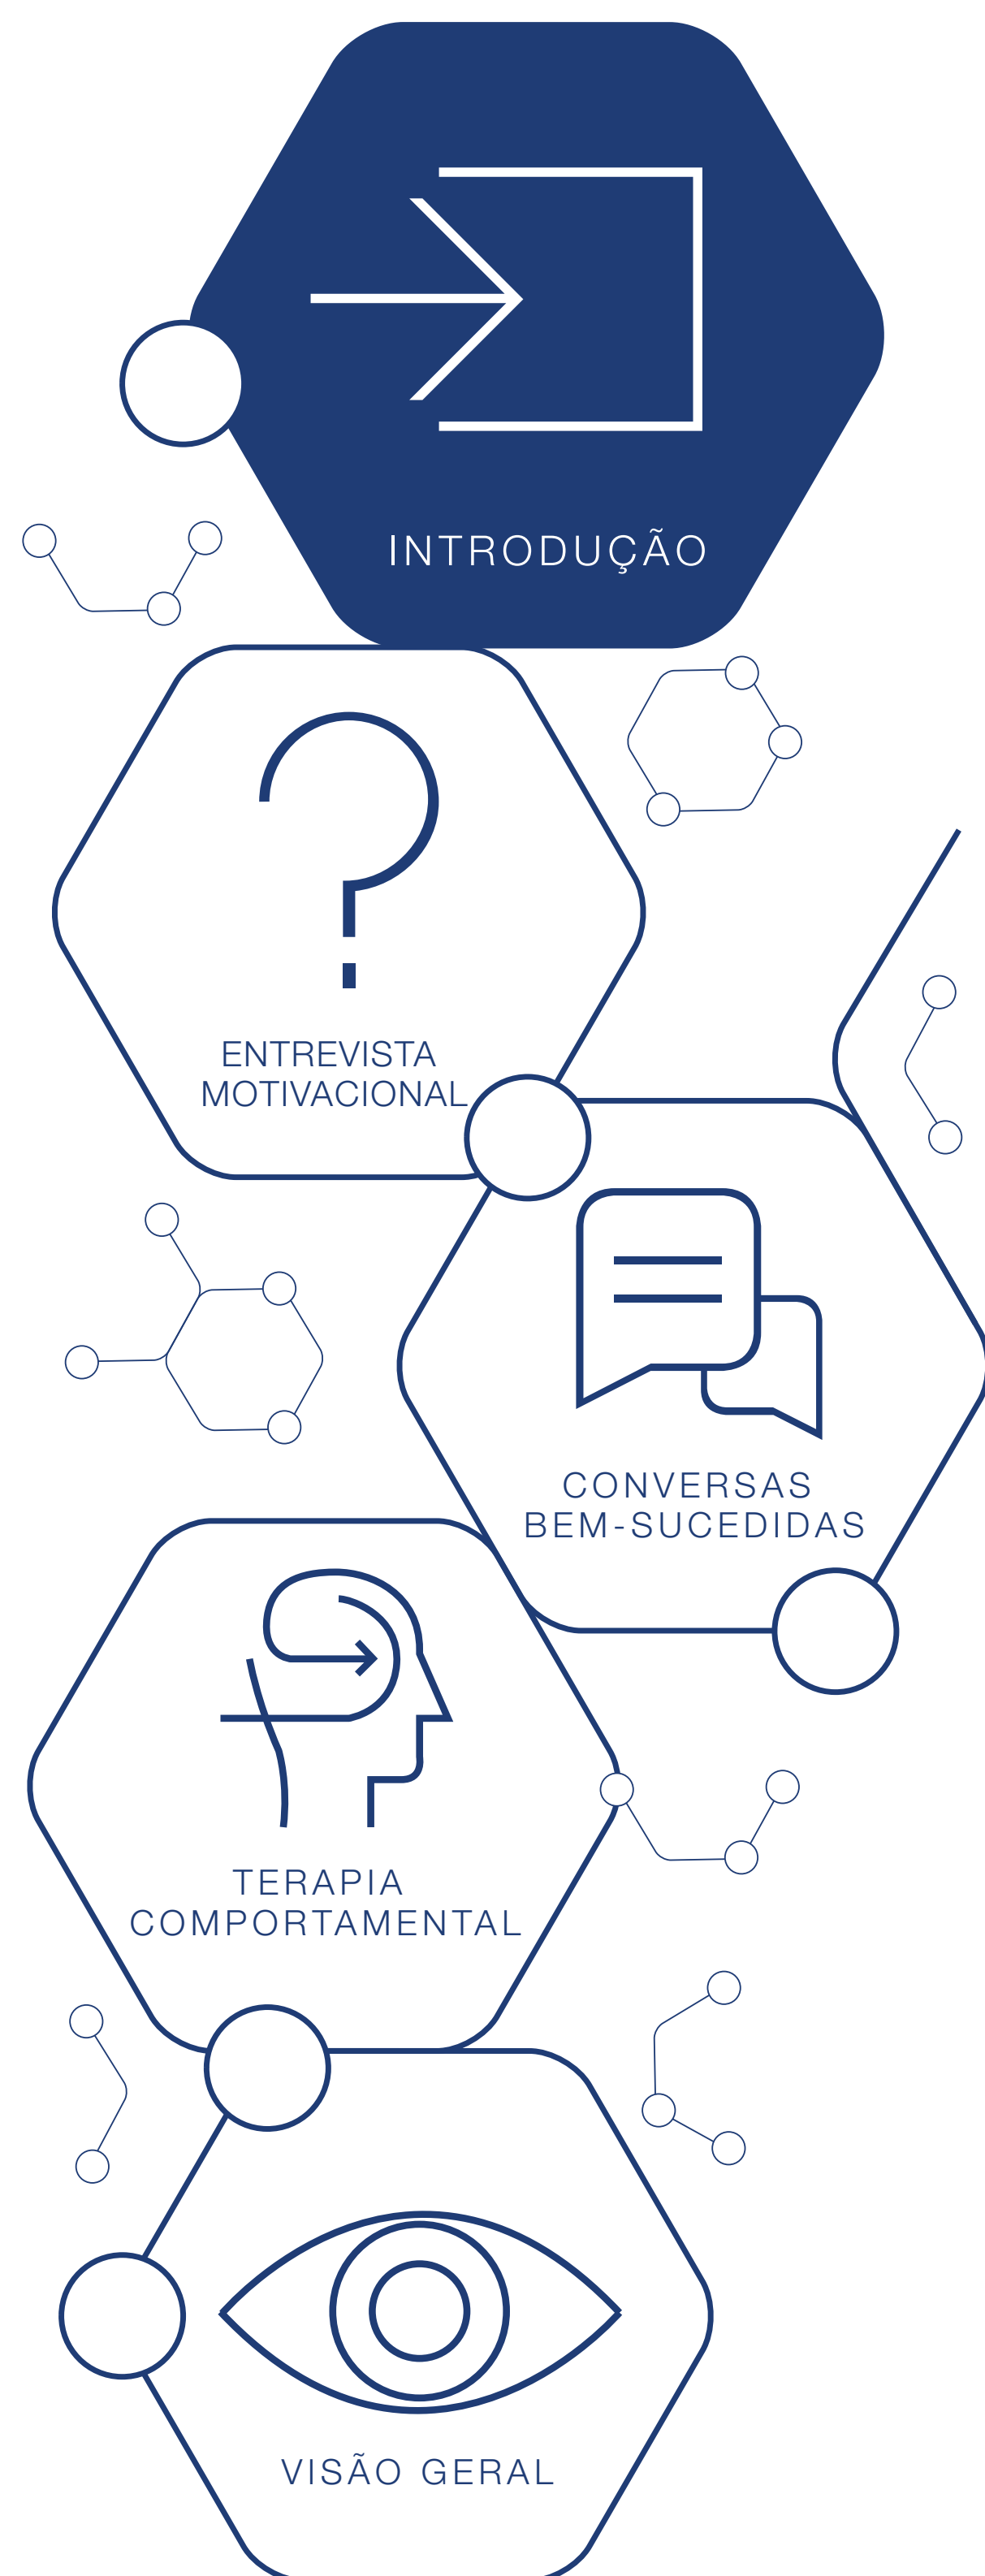 INTRODUÇÃO
ENTREVISTA
MOTIVACIONAL
CONVERSAS
BEM-SUCEDIDAS
TERAPIA
COMPORTAMENTAL
VISÃO GERAL